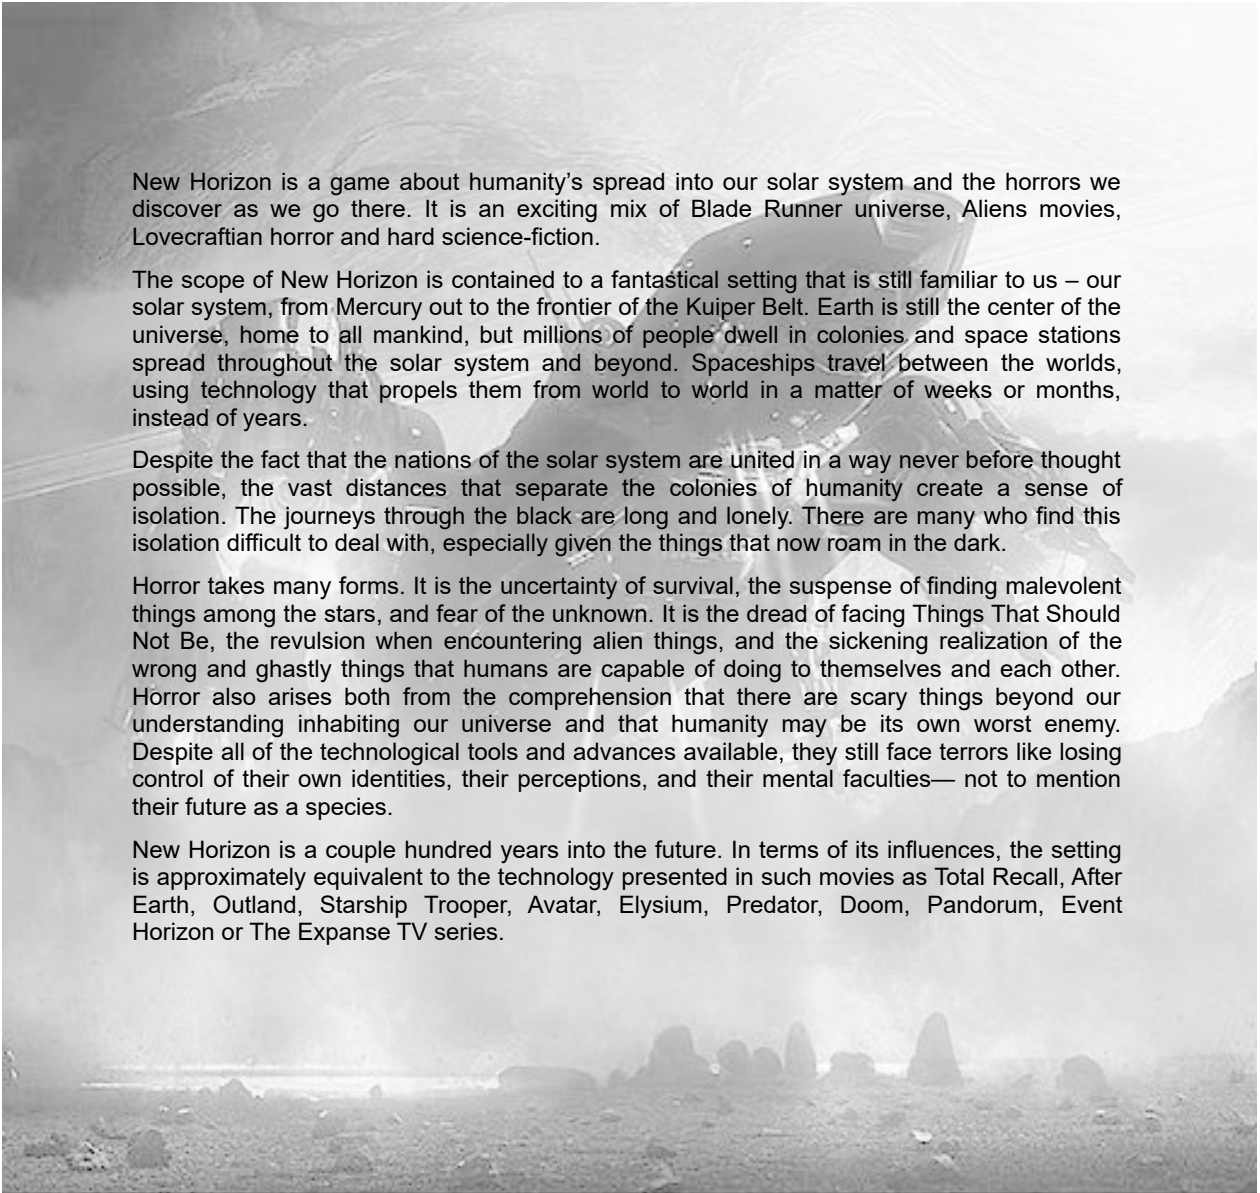 New Horizon is a game about humanity’s spread into our solar system and the horrors we
discover as we go there. It is an exciting mix of Blade Runner universe, Aliens movies,
Lovecraftian horror and hard science-fiction.
The scope of New Horizon is contained to a fantastical setting that is still familiar to us – our
solar system, from Mercury out to the frontier of the Kuiper Belt. Earth is still the center of the
universe, home to all mankind, but millions of people dwell in colonies and space stations
spread throughout the solar system and beyond. Spaceships travel between the worlds,
using technology that propels them from world to world in a matter of weeks or months,
instead of years.
Despite the fact that the nations of the solar system are united in a way never before thought
possible, the vast distances that separate the colonies of humanity create a sense of
isolation. The journeys through the black are long and lonely. There are many who find this
isolation difficult to deal with, especially given the things that now roam in the dark.
Horror takes many forms. It is the uncertainty of survival, the suspense of finding malevolent
things among the stars, and fear of the unknown. It is the dread of facing Things That Should
Not Be, the revulsion when encountering alien things, and the sickening realization of the
wrong and ghastly things that humans are capable of doing to themselves and each other.
Horror also arises both from the comprehension that there are scary things beyond our
understanding inhabiting our universe and that humanity may be its own worst enemy.
Despite all of the technological tools and advances available, they still face terrors like losing
control of their own identities, their perceptions, and their mental faculties— not to mention
their future as a species.
New Horizon is a couple hundred years into the future. In terms of its influences, the setting
is approximately equivalent to the technology presented in such movies as Total Recall, After
Earth, Outland, Starship Trooper, Avatar, Elysium, Predator, Doom, Pandorum, Event
Horizon or The Expanse TV series.